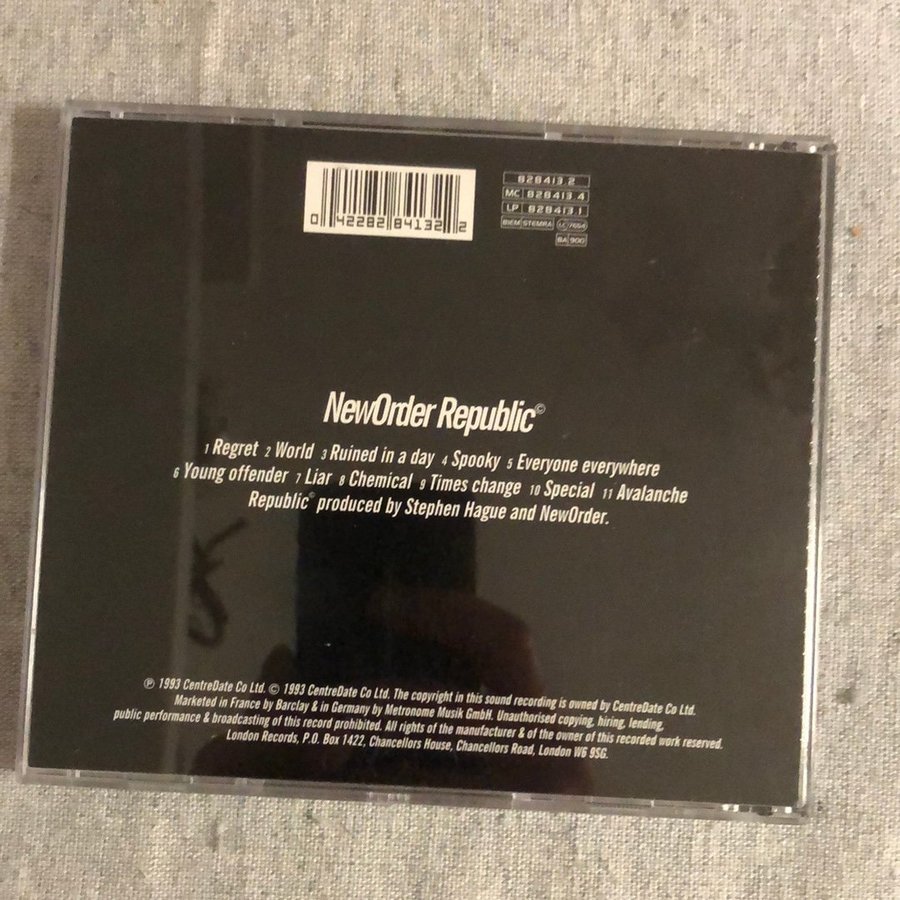 0 42282 84132 2
828413 2
MC 828413 4
LP 828413 1
BIEM STEMRA LC 7654
BA 900
NewOrder Republic©
1 Regret 2 World 3 Ruined in a day 4 Spooky 5 Everyone everywhere
6 Young offender 7 Liar 8 Chemical 9 Times change 10 Special 11 Avalanche
Republic© produced by Stephen Hague and NewOrder.
℗ 1993 CentreDate Co Ltd. © 1993 CentreDate Co Ltd. The copyright in this sound recording is owned by CentreDate Co Ltd.
Marketed in France by Barclay & in Germany by Metronome Musik GmbH. Unauthorised copying, hiring, lending,
public performance & broadcasting of this record prohibited. All rights of the manufacturer & of the owner of this recorded work reserved.
London Records, P.O. Box 1422, Chancellors House, Chancellors Road, London W6 9SG.